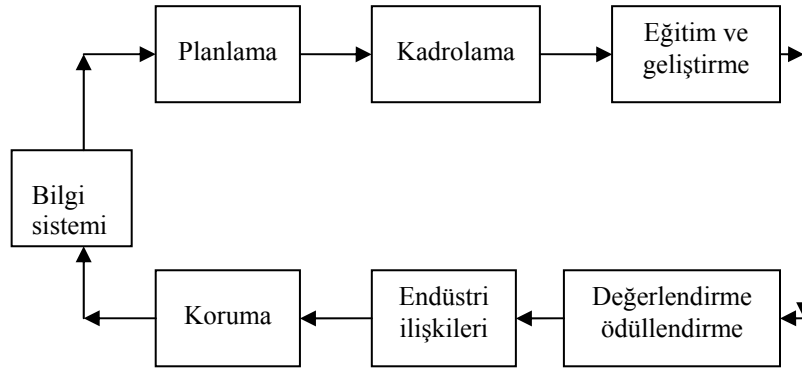 Planlama
Kadrolama
Eğitim ve
geliştirme
Bilgi
sistemi
Koruma
Endüstri
ilişkileri
Değerlendirme
ödüllendirme